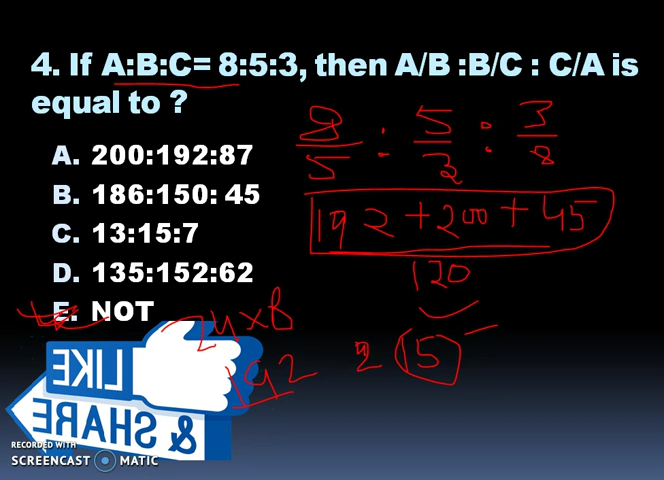 4. If A:B:C= 8:5:3, then A/B :B/C : C/A is
equal to ?
8/5 : 5/3 : 3/8
A. 200:192:87
B. 186:150: 45
192 + 200 + 45
C. 13:15:7
D. 135:152:62
120
E. NOT
24x8
192
2 (15)
LIKE
& SHARE
RECORDED WITH
SCREENCAST MATIC